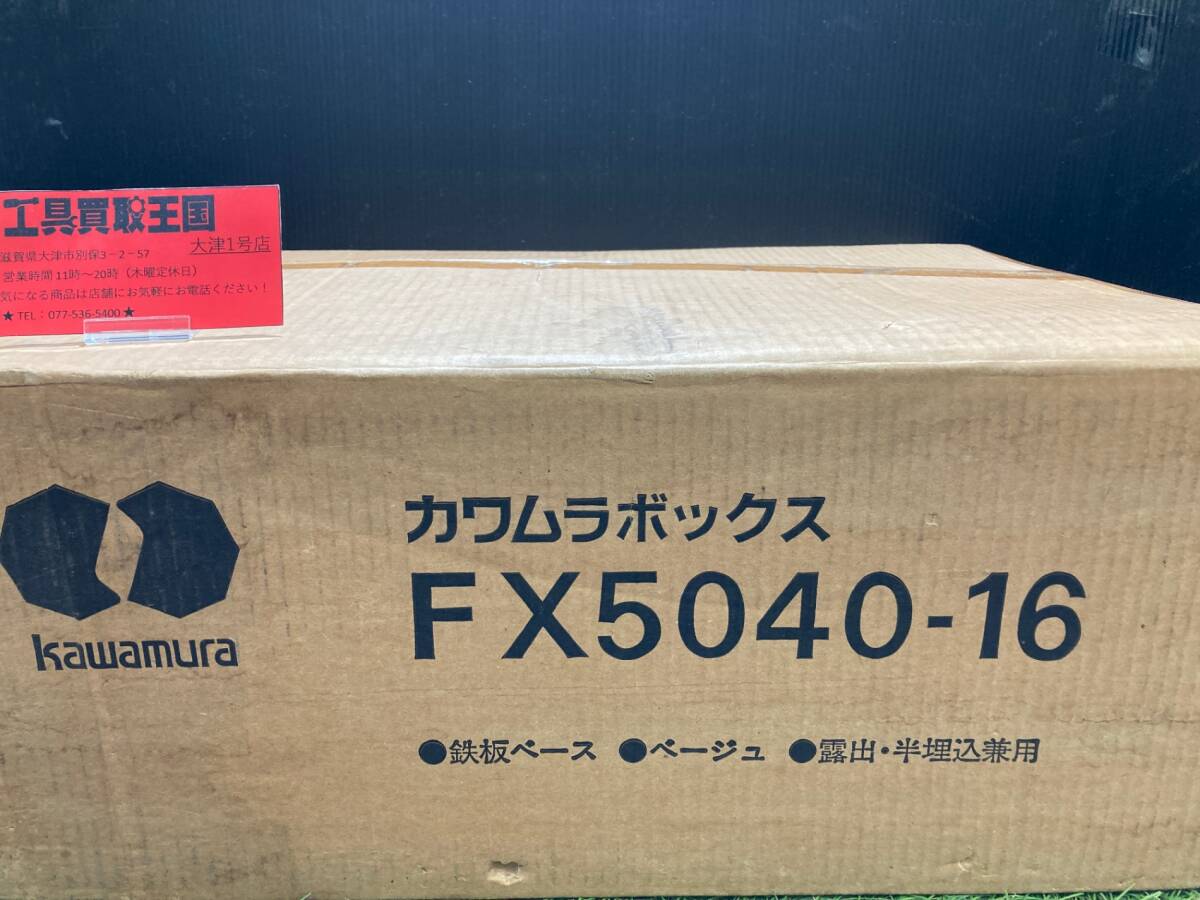 工具買取王国
大津1号店
滋賀県大津市別保3-2-57
営業時間 11時～20時（木曜定休日）
気になる商品は店舗にお気軽にお電話ください！
★ TEL：077-536-5400 ★
kawamura
カワムラボックス
FX5040-16
●鉄板ベース ●ベージュ ●露出・半埋込兼用